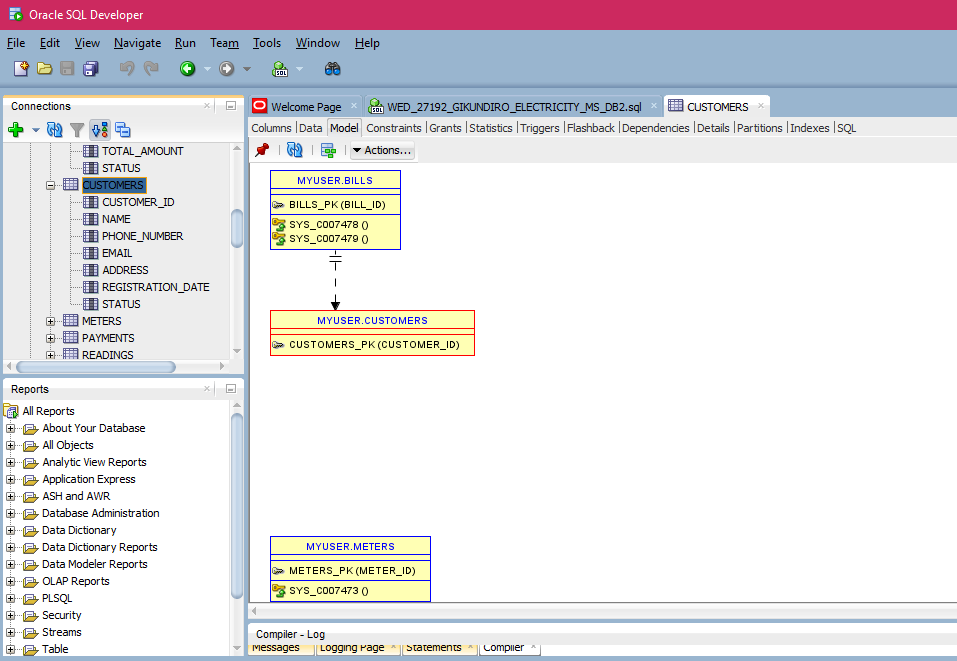 Oracle SQL Developer
File Edit View Navigate Run Team Tools Window Help
Connections
TOTAL_AMOUNT
STATUS
CUSTOMERS
CUSTOMER_ID
NAME
PHONE_NUMBER
EMAIL
ADDRESS
REGISTRATION_DATE
STATUS
METERS
PAYMENTS
READINGS
Reports
All Reports
About Your Database
All Objects
Analytic View Reports
Application Express
ASH and AWR
Database Administration
Data Dictionary
Data Dictionary Reports
Data Modeler Reports
OLAP Reports
PLSQL
Security
Streams
Table
Welcome Page WED_27192_GIKUNDIRO_ELECTRICITY_MS_DB2.sql CUSTOMERS
Columns Data Model Constraints Grants Statistics Triggers Flashback Dependencies Details Partitions Indexes SQL
Actions...
MYUSER.BILLS
BILLS_PK (BILL_ID)
SYS_C007478 ()
SYS_C007479 ()
MYUSER.CUSTOMERS
CUSTOMERS_PK (CUSTOMER_ID)
MYUSER.METERS
METERS_PK (METER_ID)
SYS_C007473 ()
Compiler - Log
Messages Logging Page Statements Compiler